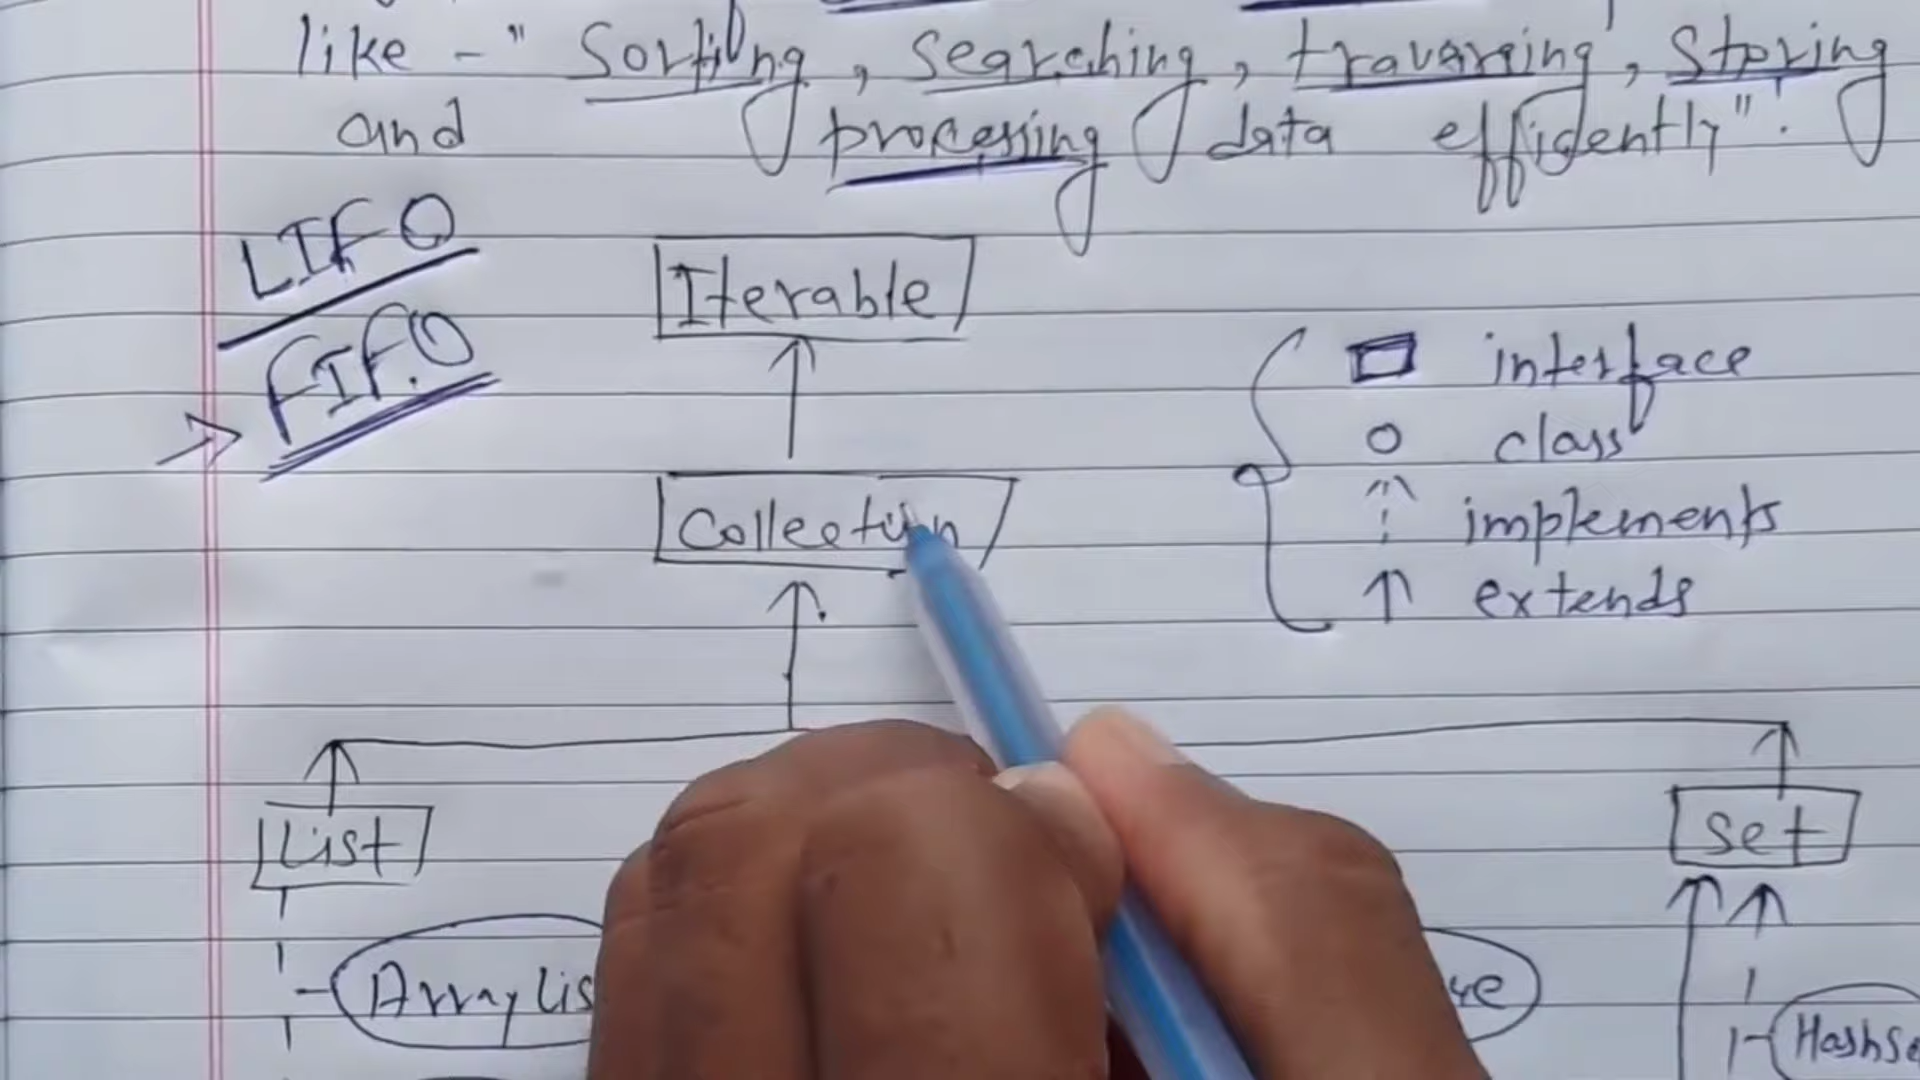 like - " Sorting, searching, traversing, storing
and processing data efficiently".
LIFO
FIFO
Iterable
interface
class
implements
extends
Collection
List
Set